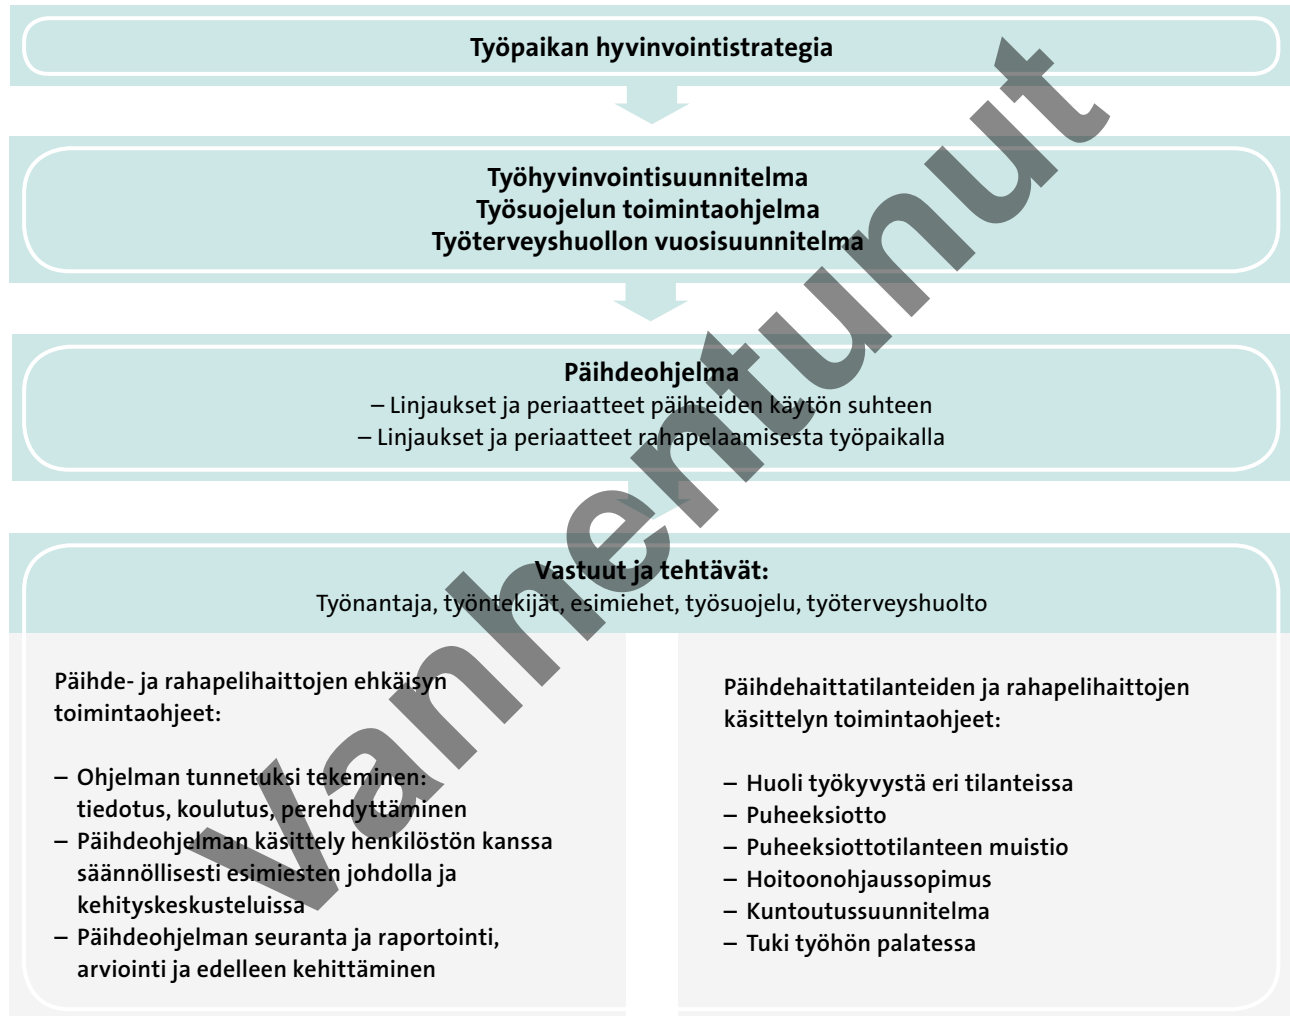 Työpaikan hyvinvointistrategia
Työhyvinvointisuunnitelma
Työsuojelun toimintaohjelma
Työterveyshuollon vuosisuunnitelma
Päihdeohjelma
– Linjaukset ja periaatteet päihteiden käytön suhteen
– Linjaukset ja periaatteet rahapelaamisesta työpaikalla
Vastuut ja tehtävät:
Työnantaja, työntekijät, esimiehet, työsuojelu, työterveyshuolto
Päihde- ja rahapelihaittojen ehkäisyn
toimintaohjeet:
– Ohjelman tunnetuksi tekeminen:
tiedotus, koulutus, perehdyttäminen
– Päihdeohjelman käsittely henkilöstön kanssa
säännöllisesti esimiesten johdolla ja
kehityskeskusteluissa
– Päihdeohjelman seuranta ja raportointi,
arviointi ja edelleen kehittäminen
Päihdehaittatilanteiden ja rahapelihaittojen
käsittelyn toimintaohjeet:
– Huoli työkyvystä eri tilanteissa
– Puheeksiotto
– Puheeksiottotilanteen muistio
– Hoitoonohjaussopimus
– Kuntoutussuunnitelma
– Tuki työhön palatessa
Vanhentunut